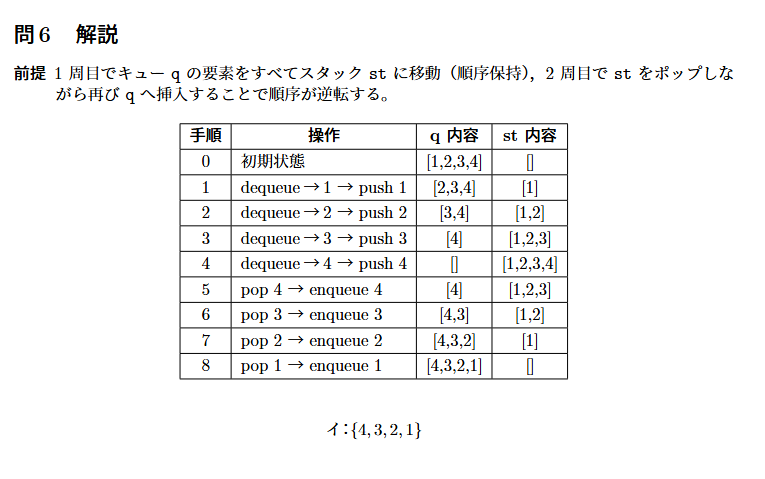 問 6　解説
前提 1 周目でキュー q の要素をすべてスタック st に移動（順序保持），2 周目で st をポップしな
がら再び q へ挿入することで順序が逆転する。
手順 操作 q 内容 st 内容
0 初期状態 [1,2,3,4] []
1 dequeue → 1 → push 1 [2,3,4] [1]
2 dequeue → 2 → push 2 [3,4] [1,2]
3 dequeue → 3 → push 3 [4] [1,2,3]
4 dequeue → 4 → push 4 [] [1,2,3,4]
5 pop 4 → enqueue 4 [4] [1,2,3]
6 pop 3 → enqueue 3 [4,3] [1,2]
7 pop 2 → enqueue 2 [4,3,2] [1]
8 pop 1 → enqueue 1 [4,3,2,1] []
イ：{4, 3, 2, 1}